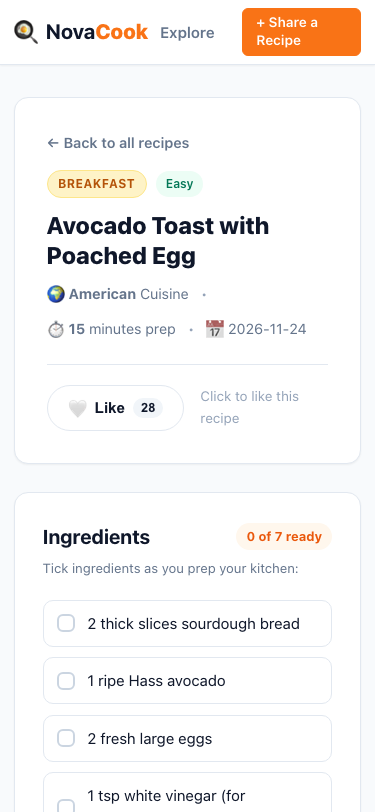 NovaCook
Explore
+ Share a
Recipe
← Back to all recipes
BREAKFAST
Easy
Avocado Toast with
Poached Egg
American Cuisine •
15 minutes prep • 2026-11-24
Like 28
Click to like this
recipe
Ingredients
0 of 7 ready
Tick ingredients as you prep your kitchen:
2 thick slices sourdough bread
1 ripe Hass avocado
2 fresh large eggs
1 tsp white vinegar (for